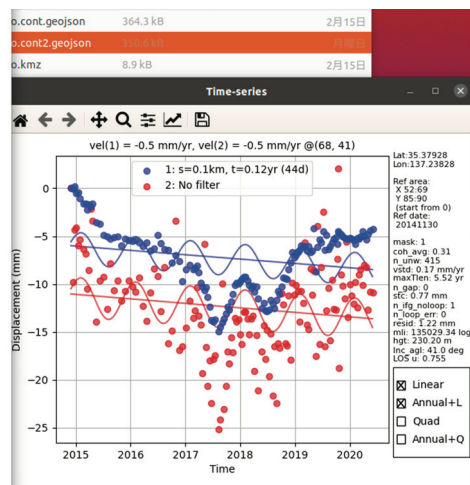 o.cont.geojson 364.3 kB 2月15日
o.cont2.geojson 350.6 kB 月曜日
o.kmz 8.9 kB 2月15日
Time-series
vel(1) = -0.5 mm/yr, vel(2) = -0.5 mm/yr @(68, 41)
1: s=0.1km, t=0.12yr (44d)
2: No filter
0
−5
−10
−15
−20
−25
Displacement (mm)
2015 2016 2017 2018 2019 2020
Time
Lat:35.37928
Lon:137.23828
Ref area:
X 52:69
Y 85:90
(start from 0)
Ref date:
20141130
mask: 1
coh_avg: 0.31
n_unw: 415
vstd: 0.17 mm/yr
maxTlen: 5.52 yr
n_gap: 0
stc: 0.77 mm
n_ifg_noloop: 1
n_loop_err: 0
resid: 1.22 mm
mli: 135029.34 log
hgt: 230.20 m
Inc_agl: 41.0 deg
LOS u: 0.755
Linear
Annual+L
Quad
Annual+Q